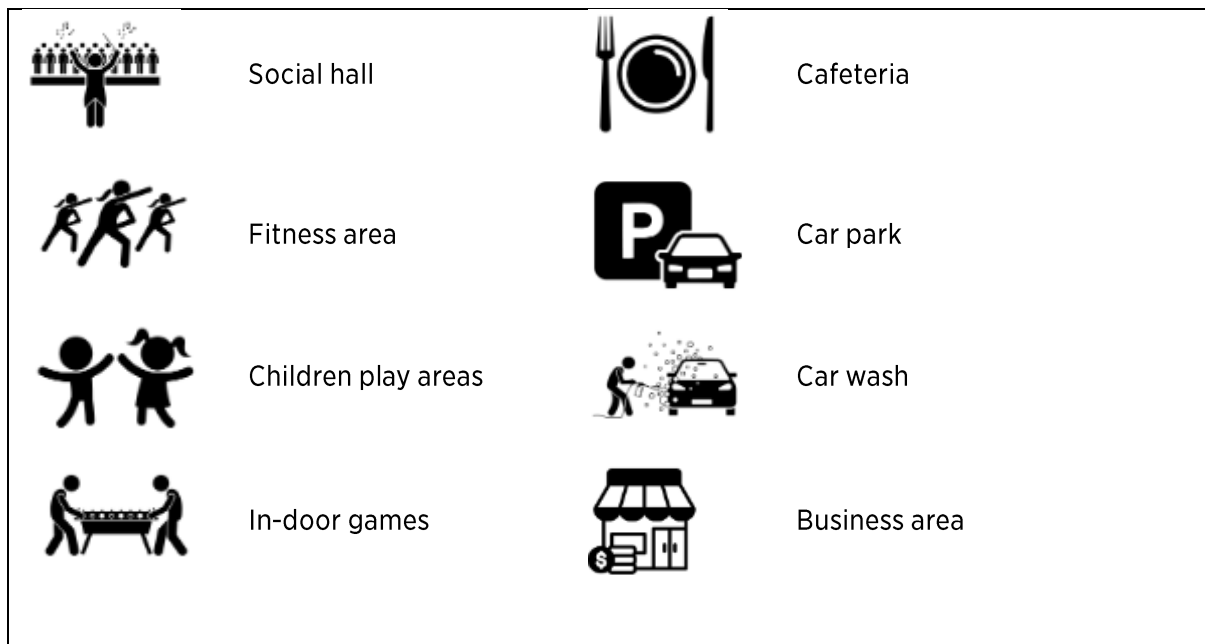 Social hall
Cafeteria
Fitness area
P
Car park
Children play areas
Car wash
In-door games
$
Business area